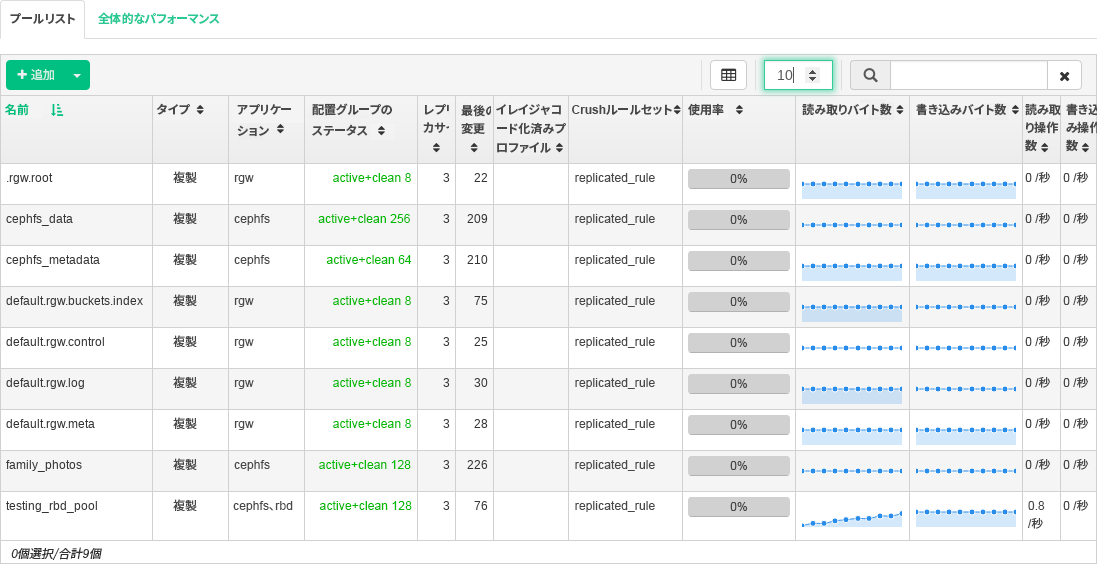 プールリスト 全体的なパフォーマンス
追加 10
名前 タイプ アプリケーション 配置グループのステータス レプリカサイ 最後の変更 イレイジャコード化済みプロファイル Crushルールセット 使用率 読み取りバイト数 書き込みバイト数 読み取り操作数 書き込み操作数
.rgw.root 複製 rgw active+clean 8 3 22 replicated_rule 0% 0 /秒 0 /秒
cephfs_data 複製 cephfs active+clean 256 3 209 replicated_rule 0% 0 /秒 0 /秒
cephfs_metadata 複製 cephfs active+clean 64 3 210 replicated_rule 0% 0 /秒 0 /秒
default.rgw.buckets.index 複製 rgw active+clean 8 3 75 replicated_rule 0% 0 /秒 0 /秒
default.rgw.control 複製 rgw active+clean 8 3 25 replicated_rule 0% 0 /秒 0 /秒
default.rgw.log 複製 rgw active+clean 8 3 30 replicated_rule 0% 0 /秒 0 /秒
default.rgw.meta 複製 rgw active+clean 8 3 28 replicated_rule 0% 0 /秒 0 /秒
family_photos 複製 cephfs active+clean 128 3 226 replicated_rule 0% 0 /秒 0 /秒
testing_rbd_pool 複製 cephfs、rbd active+clean 128 3 76 replicated_rule 0% 0.8 /秒 0 /秒
0個選択/合計9個